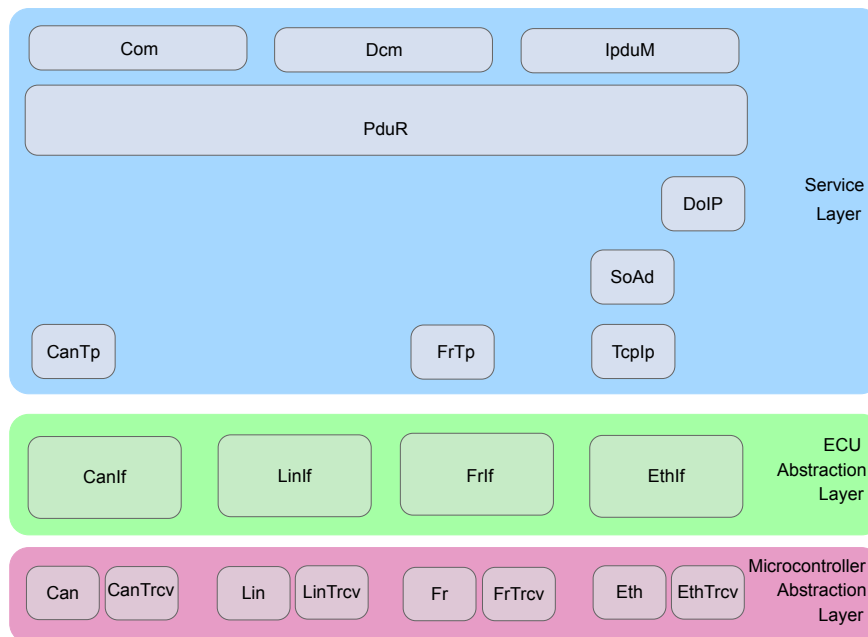 Com
Dcm
IpduM
PduR
DoIP
Service
Layer
SoAd
CanTp
FrTp
TcpIp
CanIf
LinIf
FrIf
EthIf
ECU
Abstraction
Layer
Can
CanTrcv
Lin
LinTrcv
Fr
FrTrcv
Eth
EthTrcv
Microcontroller
Abstraction
Layer